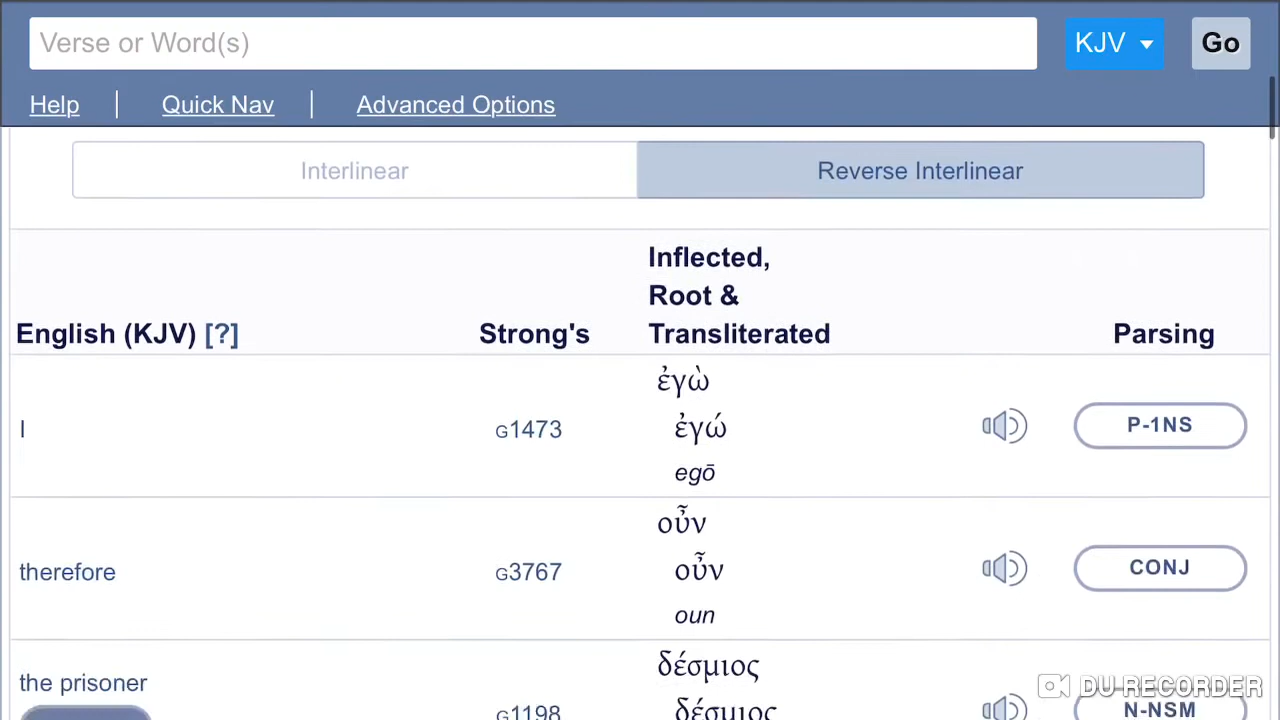 Verse or Word(s) KJV Go
Help | Quick Nav | Advanced Options
Interlinear Reverse Interlinear
English (KJV) [?] Strong's Inflected, Root & Transliterated Parsing
ἐγὼ
I G1473 ἐγώ P-1NS
egō
οὖν
therefore G3767 οὖν CONJ
oun
δέσμιος
the prisoner G1198 δέσμιος N-NSM
DU RECORDER